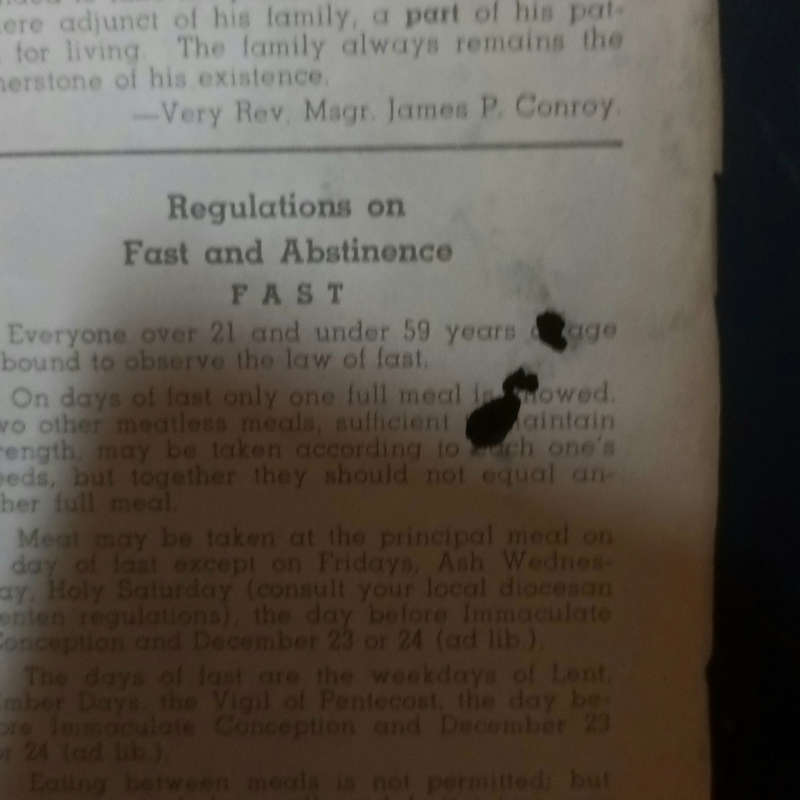 ere adjunct of his family, a part of his pat-
for living. The family always remains the
nerstone of his existence.
—Very Rev. Msgr. James P. Conroy.
Regulations on
Fast and Abstinence
FAST
Everyone over 21 and under 59 years age
bound to observe the law of fast.
On days of fast only one full meal is owed.
wo other meatless meals, sufficient aintain
rength, may be taken according to each one's
eeds, but together they should not equal an-
her full meal.
Meat may be taken at the principal meal on
day of fast except on Fridays, Ash Wednes-
ay, Holy Saturday (consult your local diocesan
enten regulations), the day before Immaculate
onception and December 23 or 24 (ad lib.).
The days of fast are the weekdays of Lent,
mber Days, the Vigil of Pentecost, the day be-
ore Immaculate Conception and December 23
or 24 (ad lib.).
Eating between meals is not permitted; but